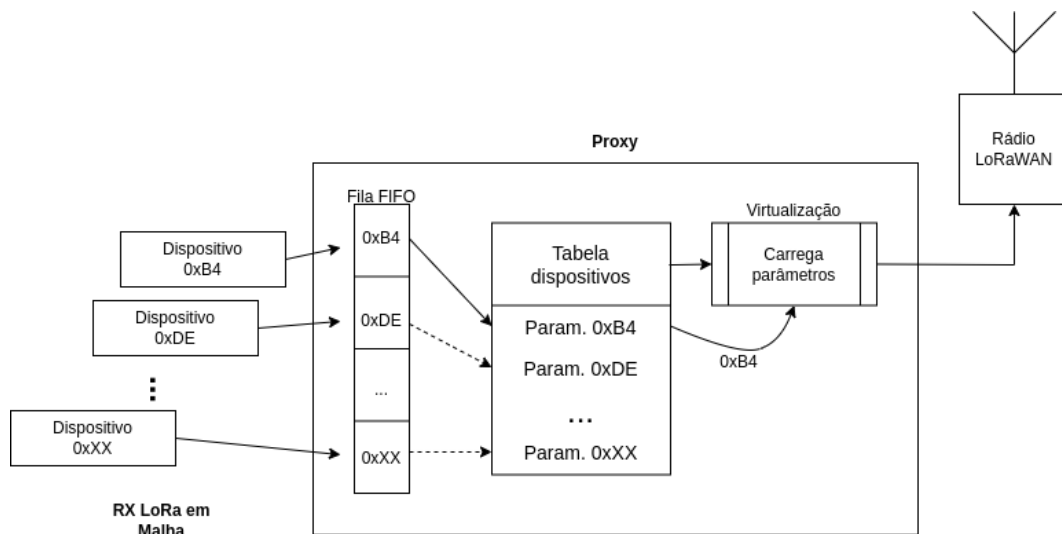 Rádio
LoRaWAN
Proxy
Fila FIFO
Virtualização
Dispositivo
0xB4
0xB4
Tabela
dispositivos
Carrega
parâmetros
Dispositivo
0xDE
0xDE
Param. 0xB4
Param. 0xDE
0xB4
...
...
...
Dispositivo
0xXX
0xXX
Param. 0xXX
RX LoRa em
Malha